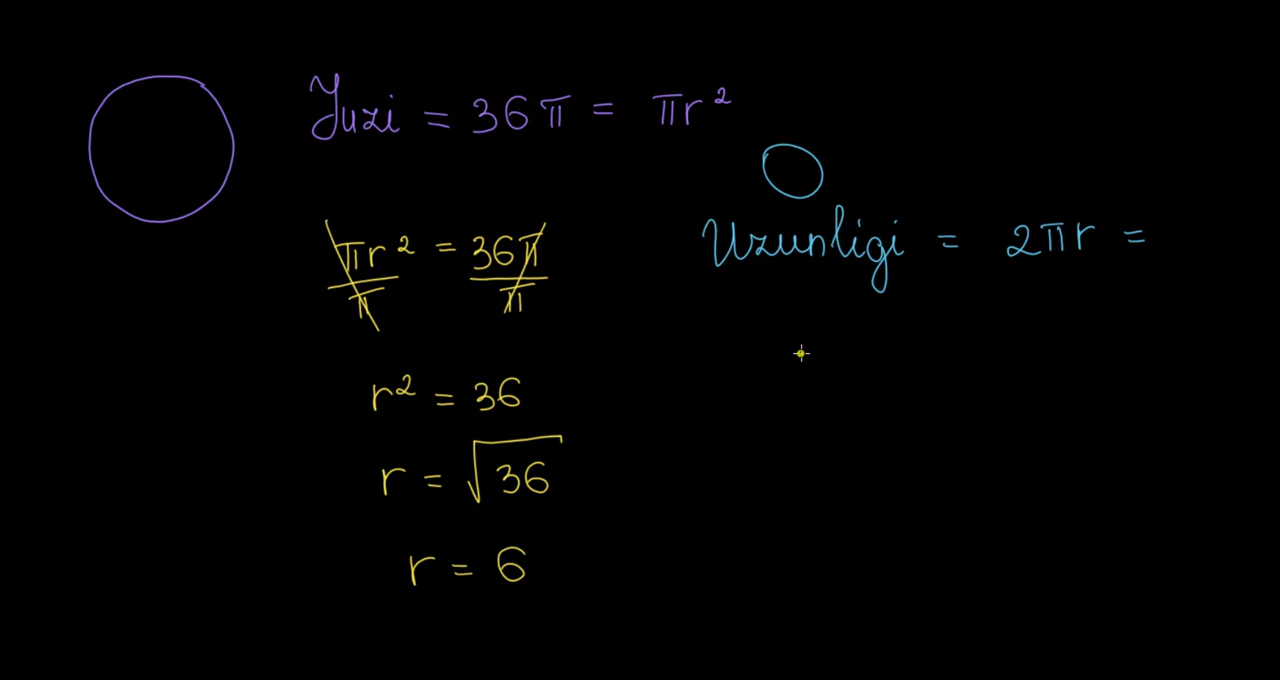 Yuzi = 36π = πr²
πr²/π = 36π/π
r² = 36
r = √36
r = 6
Uzunligi = 2πr =